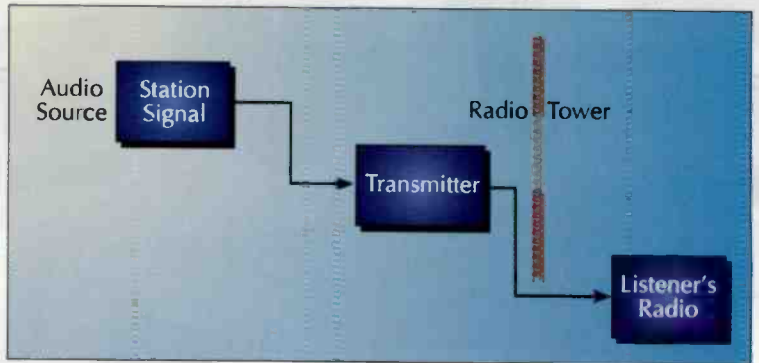 Audio
Source
Station
Signal
Radio Tower
Transmitter
Listener's
Radio